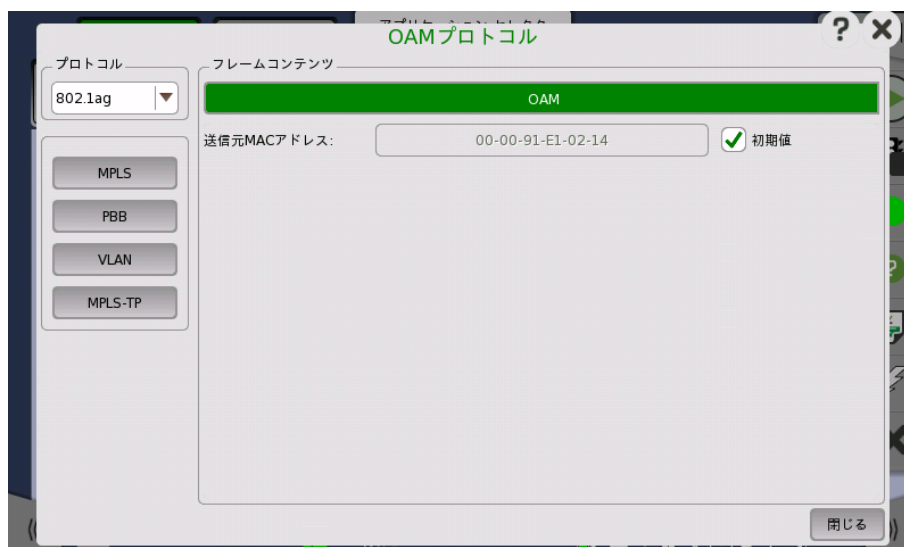 OAMプロトコル
?
プロトコル
802.1ag
MPLS
PBB
VLAN
MPLS-TP
フレームコンテンツ
OAM
送信元MACアドレス:
00-00-91-E1-02-14
初期値
閉じる